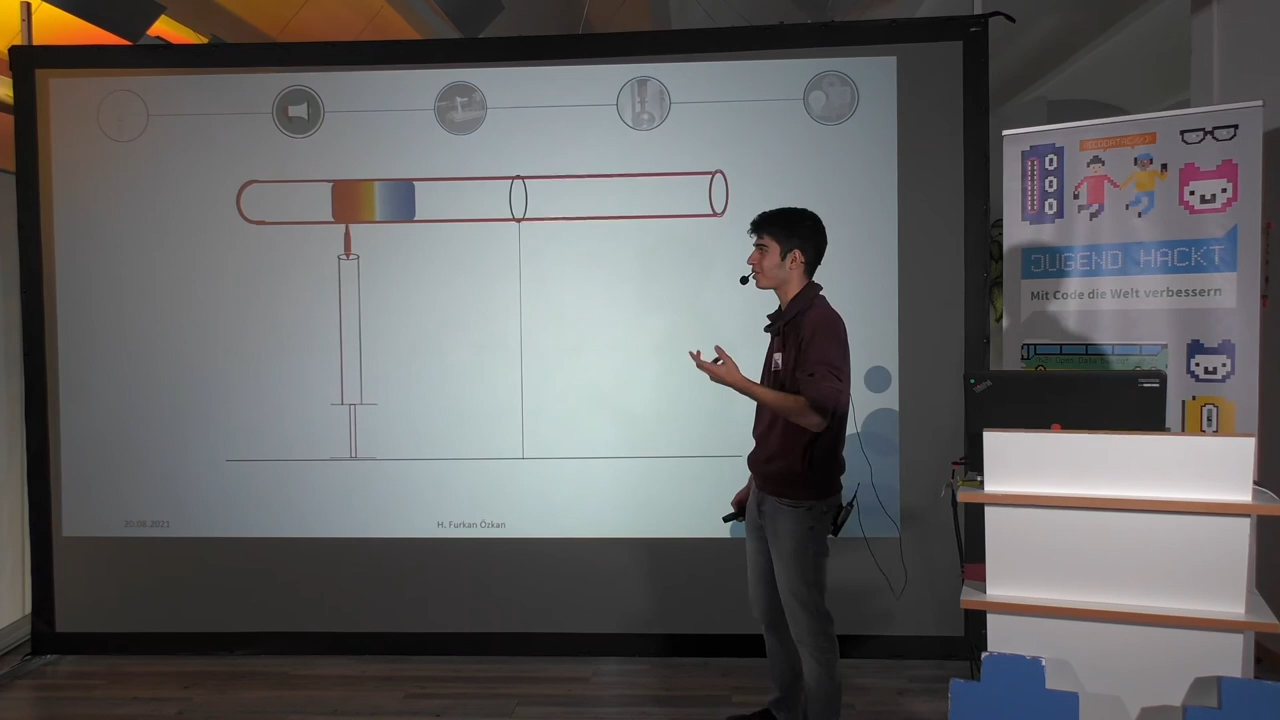 JUGEND HACKT
Mit Code die Welt verbessern
20.08.2021
H. Furkan Özkan